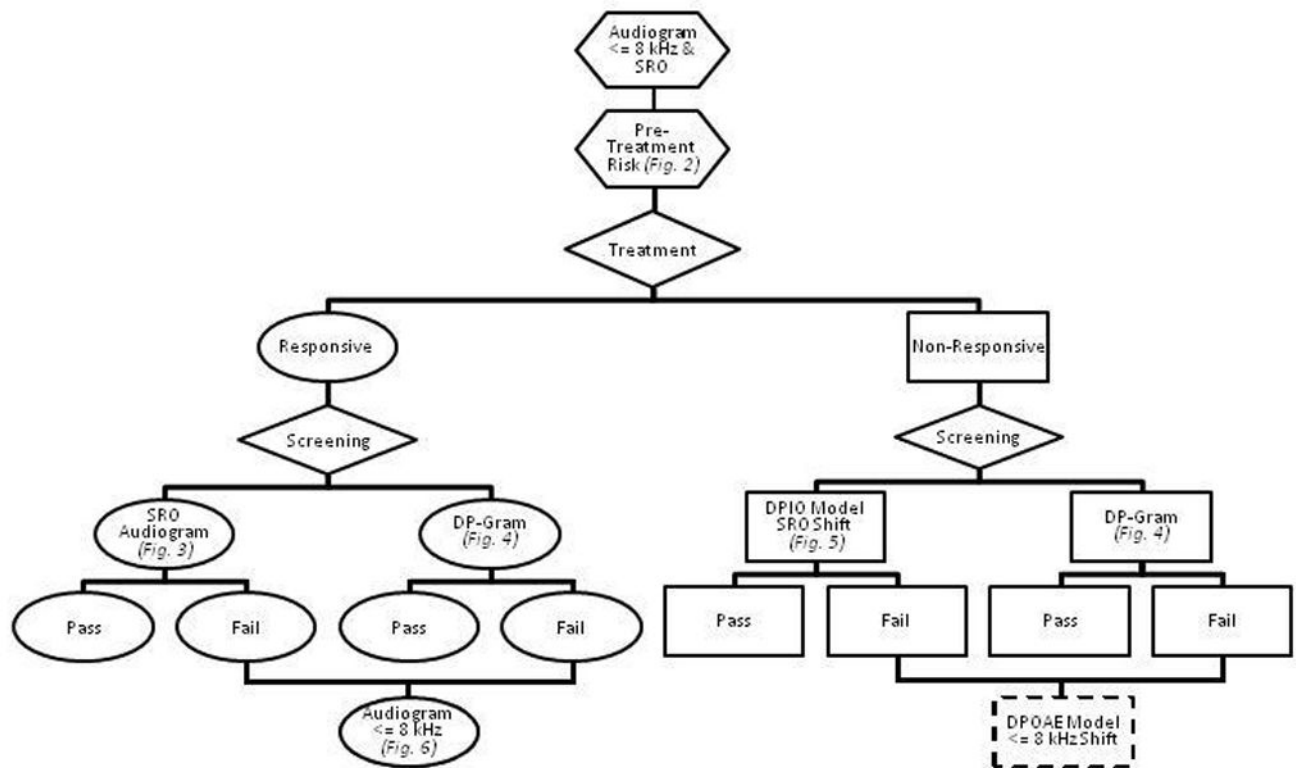 Audiogram
<= 8 kHz &
SRO
Pre-
Treatment
Risk (Fig. 2)
Treatment
Responsive
Non-Responsive
Screening
Screening
SRO
Audiogram
(Fig. 3)
DP-Gram
(Fig. 4)
DPIO Model
SRO Shift
(Fig. 5)
DP-Gram
(Fig. 4)
Pass
Fail
Pass
Fail
Pass
Fail
Pass
Fail
Audiogram
<= 8 kHz
(Fig. 6)
DPOAE Model
<= 8 kHz Shift